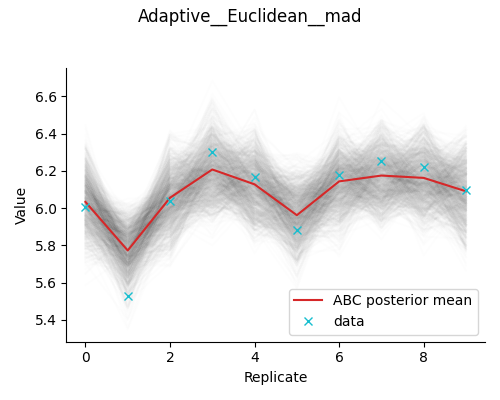 Adaptive__Euclidean__mad
Value
6.6
6.4
6.2
6.0
5.8
5.6
5.4
0 2 4 6 8
Replicate
ABC posterior mean
data